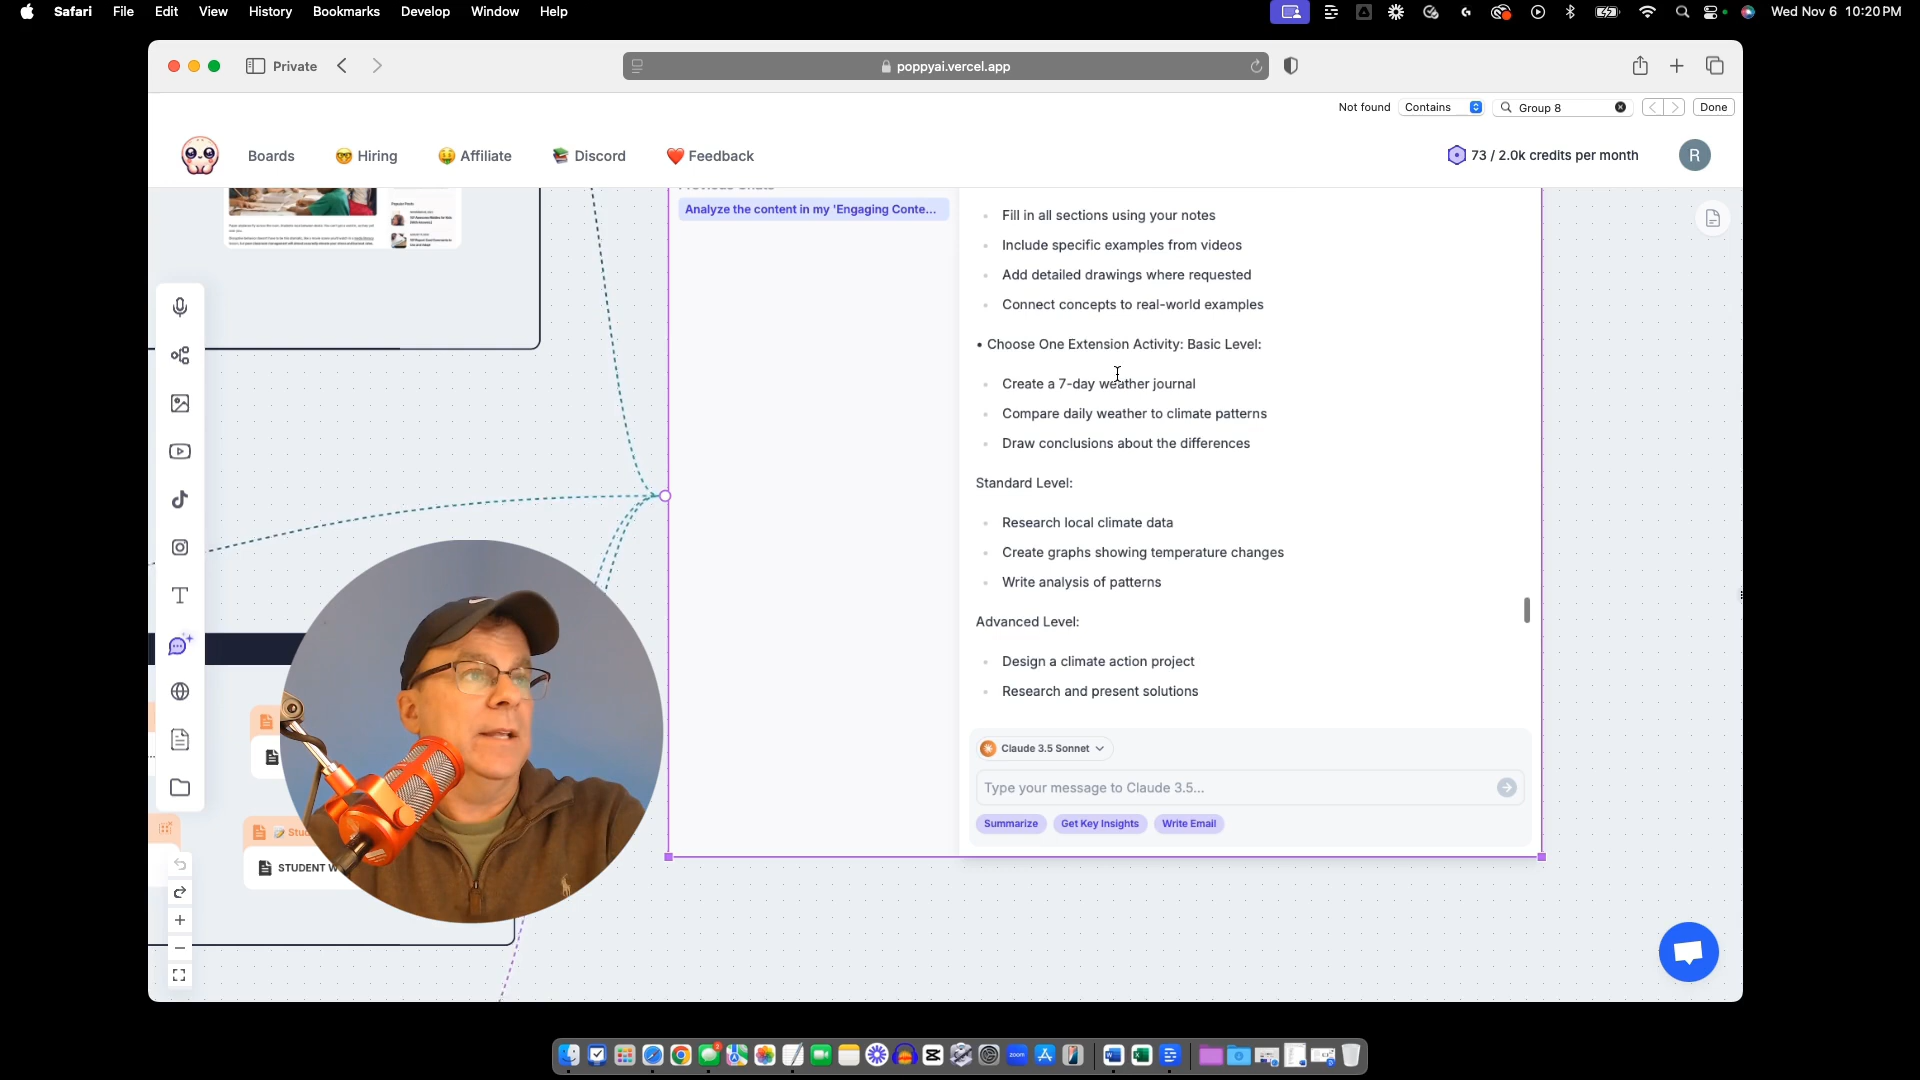 Safari File Edit View History Bookmarks Develop Window Help Wed Nov 6 10:20 PM
Private poppyai.vercel.app
Not found Contains Group 8 Done
Boards 🤓 Hiring 🤑 Affiliate 📚 Discord ❤️ Feedback 73 / 2.0k credits per month R
Popular Posts
Analyze the content in my 'Engaging Conte...
Fill in all sections using your notes
Include specific examples from videos
Add detailed drawings where requested
Connect concepts to real-world examples
• Choose One Extension Activity: Basic Level:
Create a 7-day weather journal
Compare daily weather to climate patterns
Draw conclusions about the differences
Standard Level:
Research local climate data
Create graphs showing temperature changes
Write analysis of patterns
Advanced Level:
Design a climate action project
Research and present solutions
Claude 3.5 Sonnet
Type your message to Claude 3.5...
Summarize Get Key Insights Write Email
STUDENT W
zoom